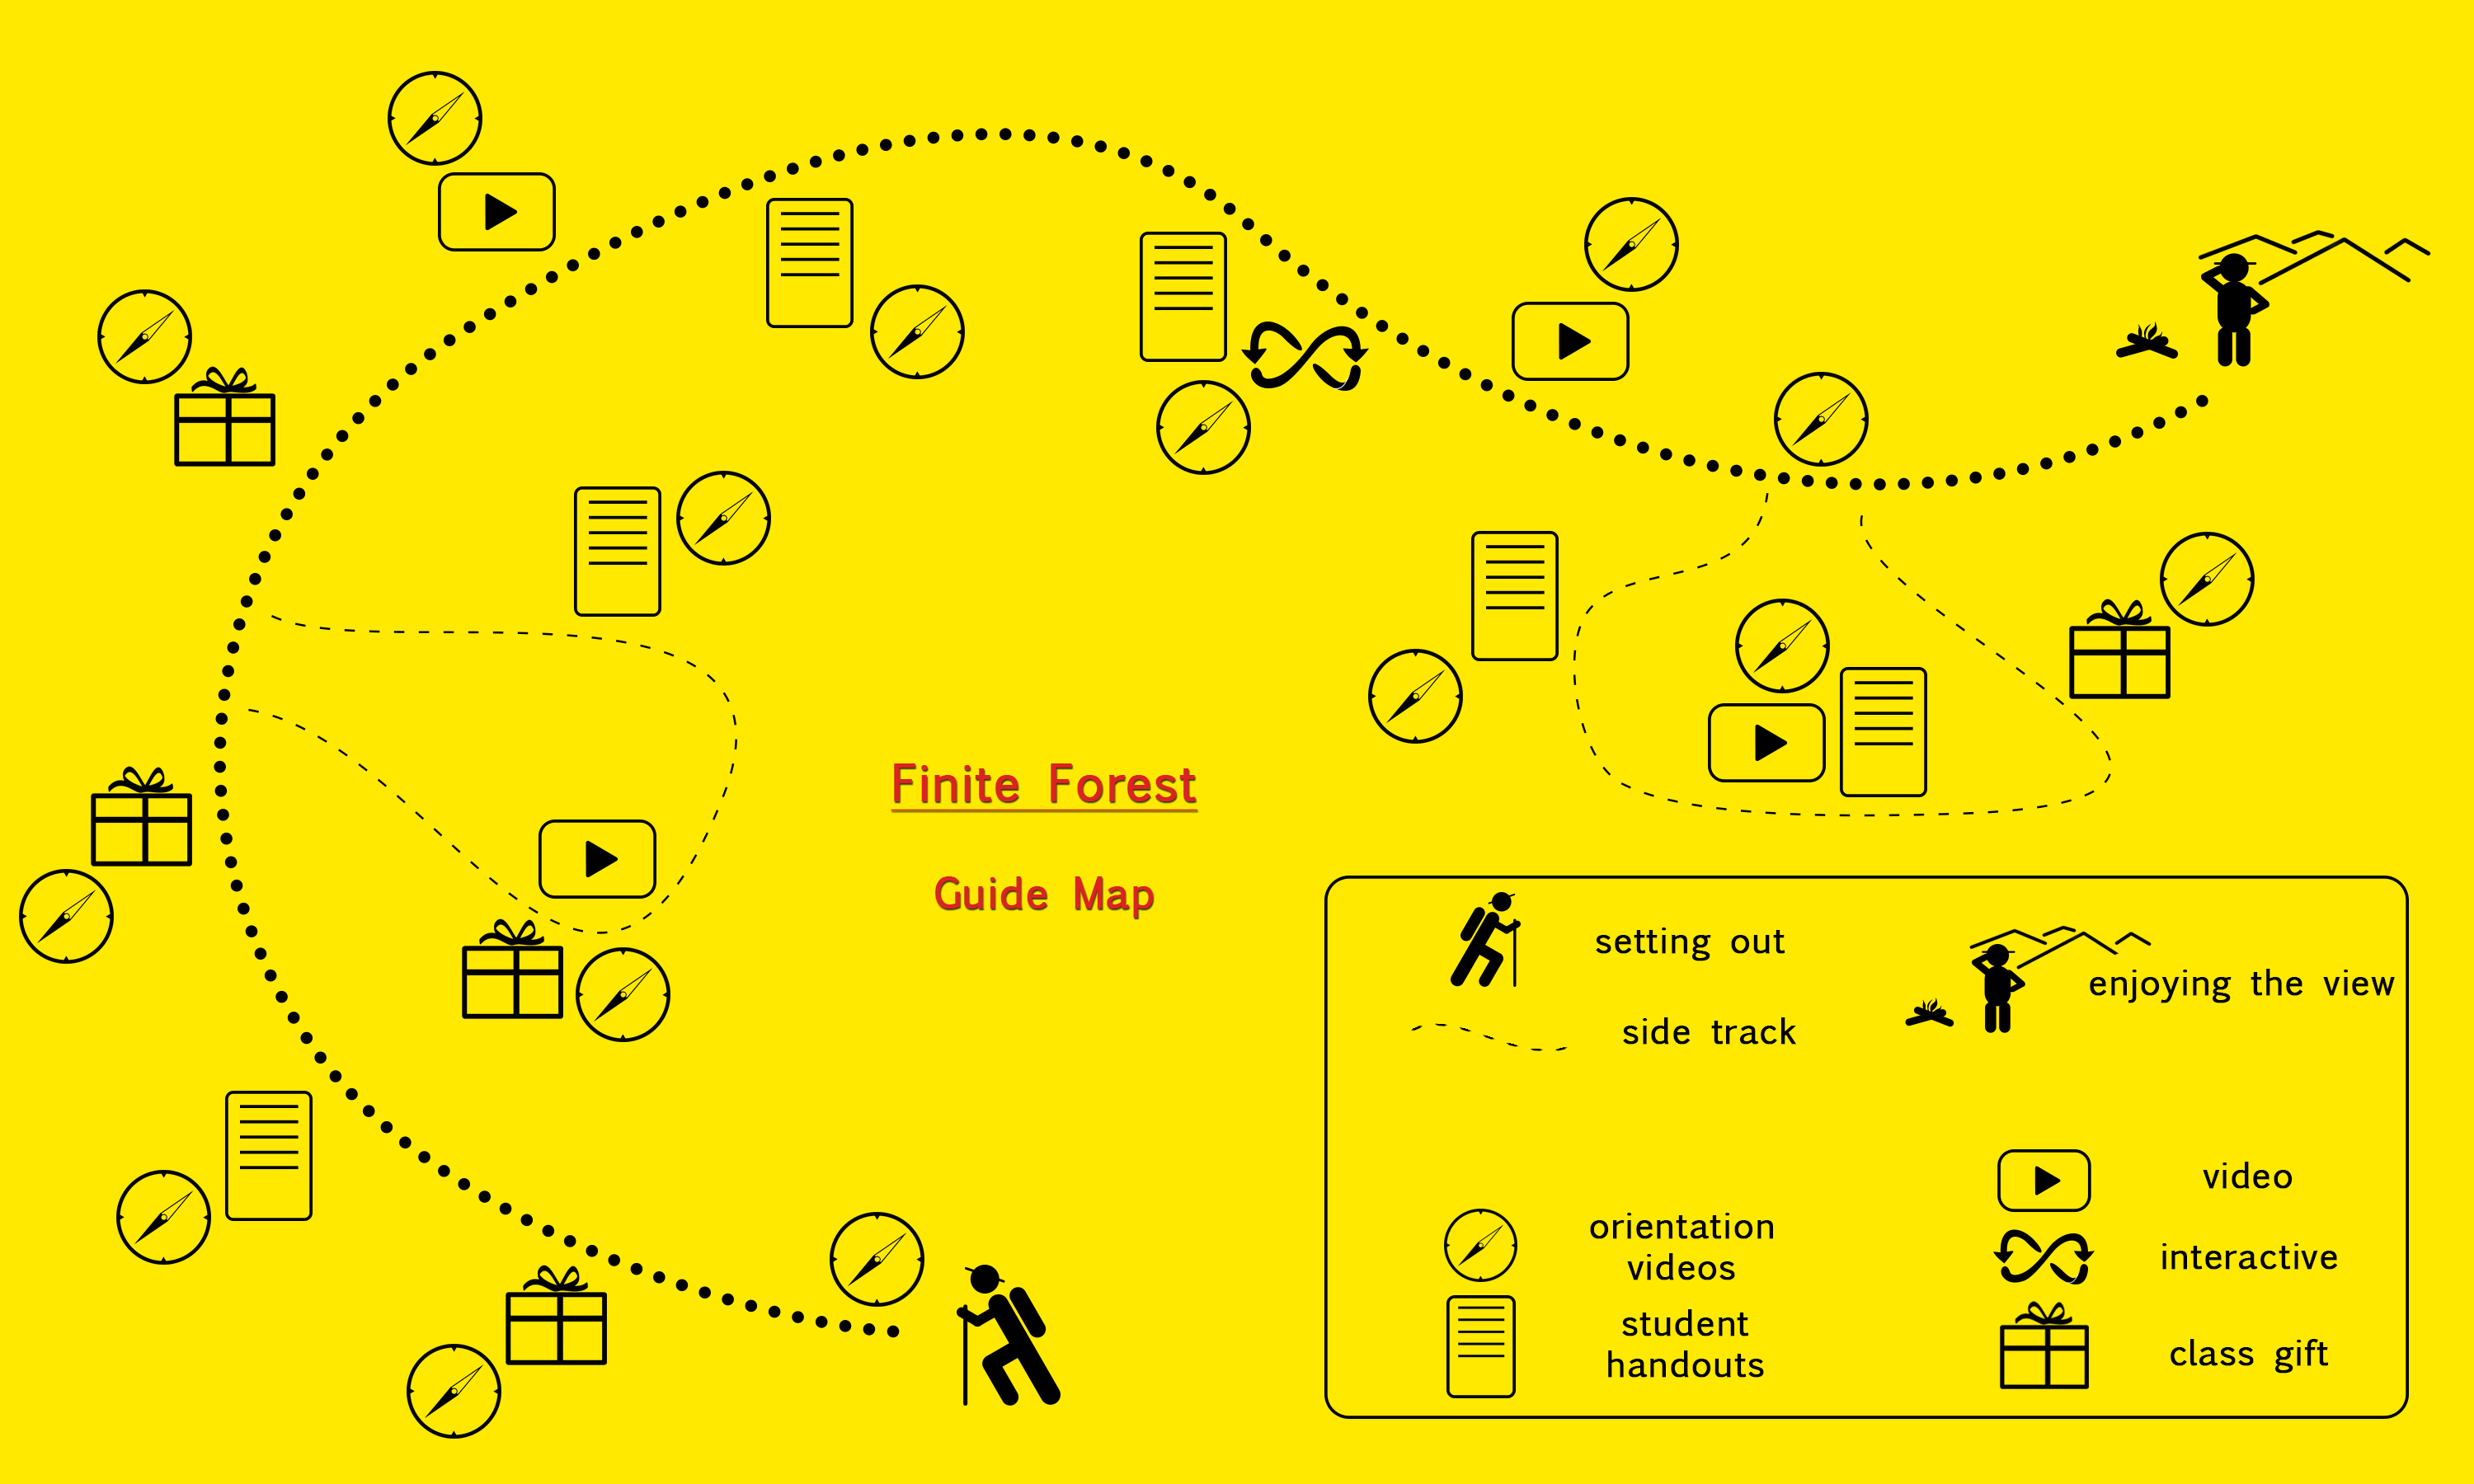 Finite Forest
Guide Map
setting out
enjoying the view
side track
video
orientation
videos
interactive
student
handouts
class gift